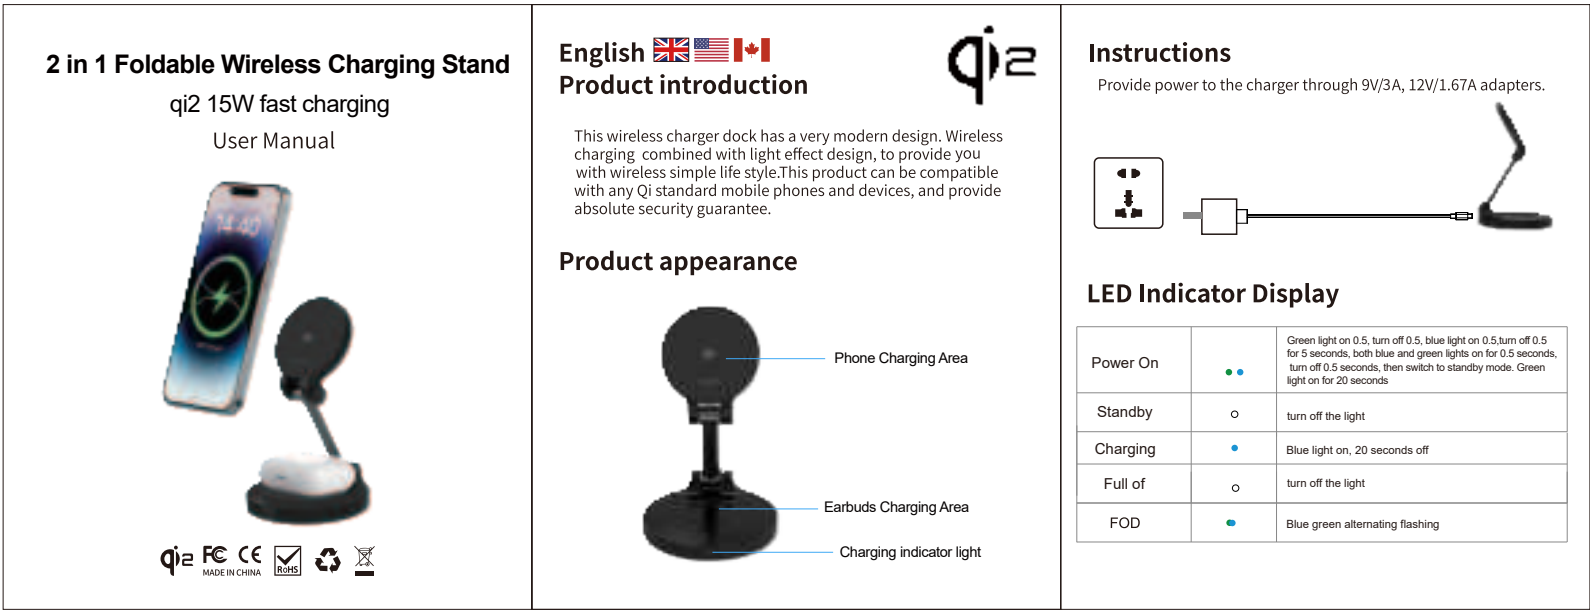 2 in 1 Foldable Wireless Charging Stand
qi2 15W fast charging
User Manual
14:40
qi2 FC CE RoHS
MADE IN CHINA
English
Product introduction
qi2
This wireless charger dock has a very modern design. Wireless
charging combined with light effect design, to provide you
with wireless simple life style.This product can be compatible
with any Qi standard mobile phones and devices, and provide
absolute security guarantee.
Product appearance
Phone Charging Area
Earbuds Charging Area
Charging indicator light
Instructions
Provide power to the charger through 9V/3A, 12V/1.67A adapters.
LED Indicator Display
Power On
Green light on 0.5, turn off 0.5, blue light on 0.5,turn off 0.5
for 5 seconds, both blue and green lights on for 0.5 seconds,
turn off 0.5 seconds, then switch to standby mode. Green
light on for 20 seconds
Standby
turn off the light
Charging
Blue light on, 20 seconds off
Full of
turn off the light
FOD
Blue green alternating flashing